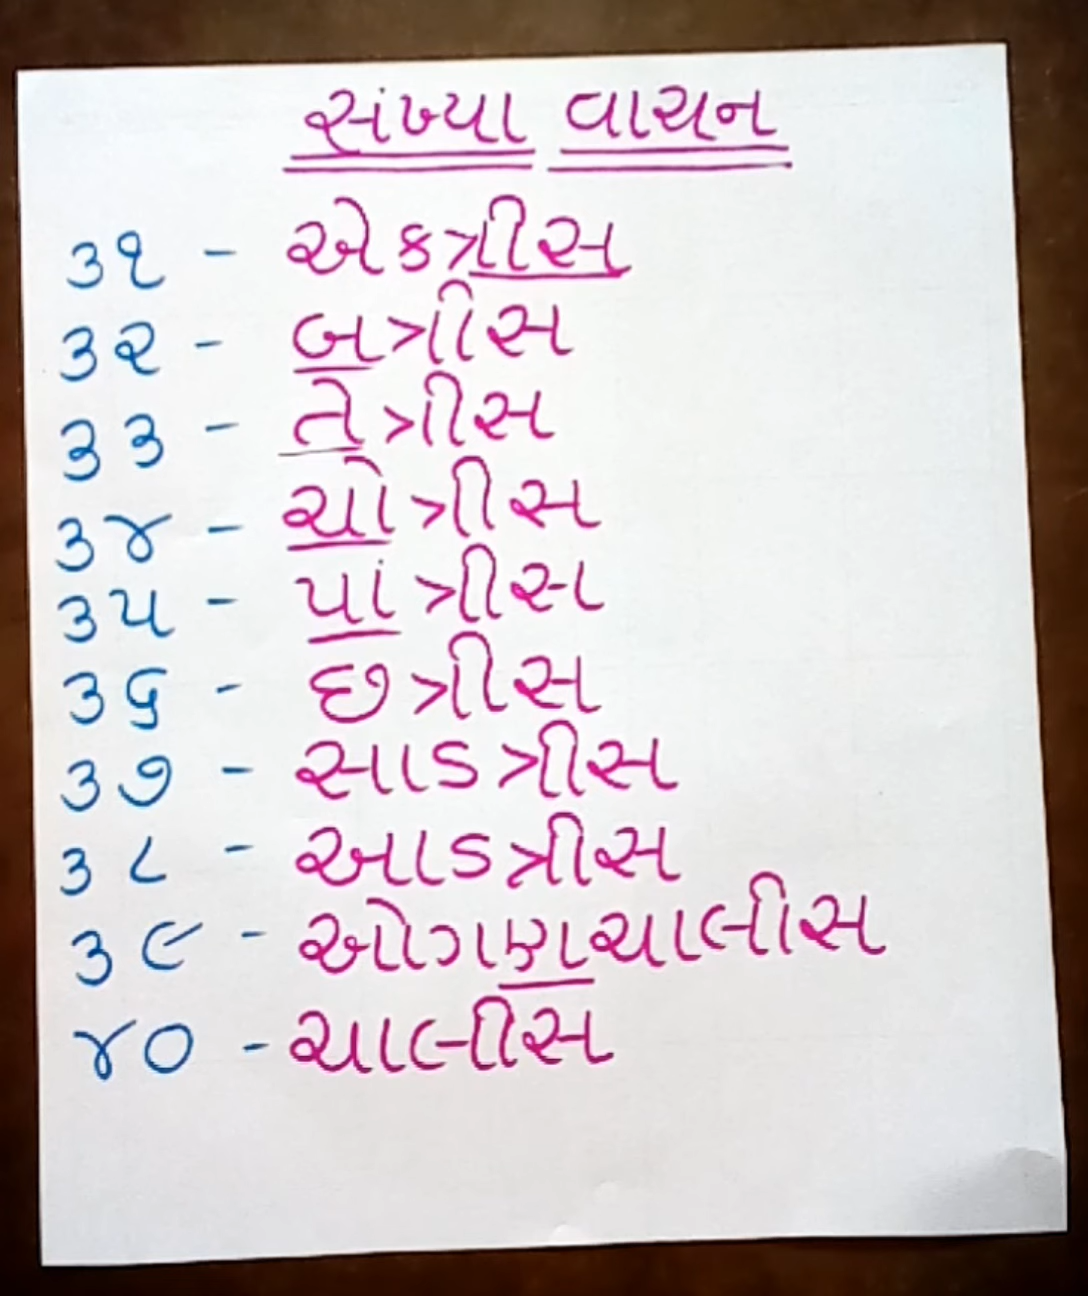 સંખ્યા વાચન
૩૧ - એકત્રીસ
૩૨ - બત્રીસ
૩૩ - તેત્રીસ
૩૪ - ચોત્રીસ
૩૫ - પાંત્રીસ
૩૬ - છત્રીસ
૩૭ - સાડત્રીસ
૩૮ - આડત્રીસ
૩૯ - ઓગણચાલીસ
૪૦ - ચાલીસ